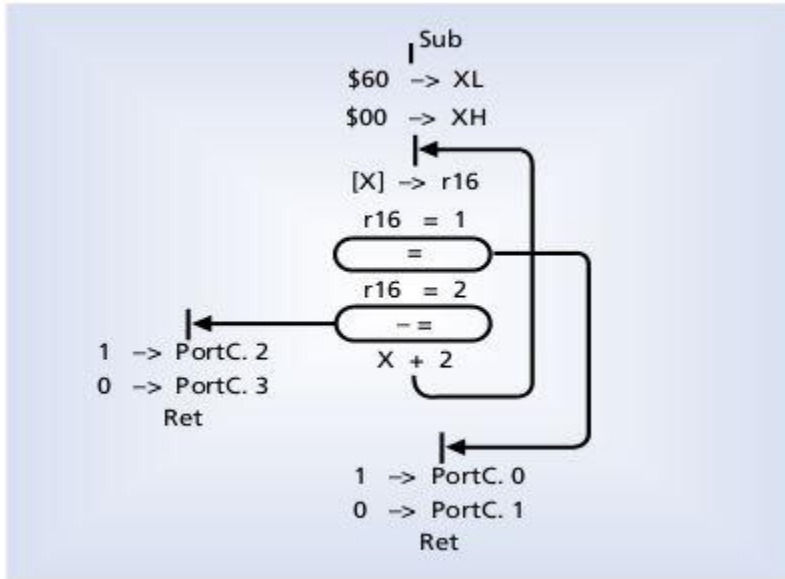 Sub
$60 –> XL
$00 –> XH
[X] –> r16
r16 = 1
=
r16 = 2
– =
X + 2
1 –> PortC. 2
0 –> PortC. 3
Ret
1 –> PortC. 0
0 –> PortC. 1
Ret